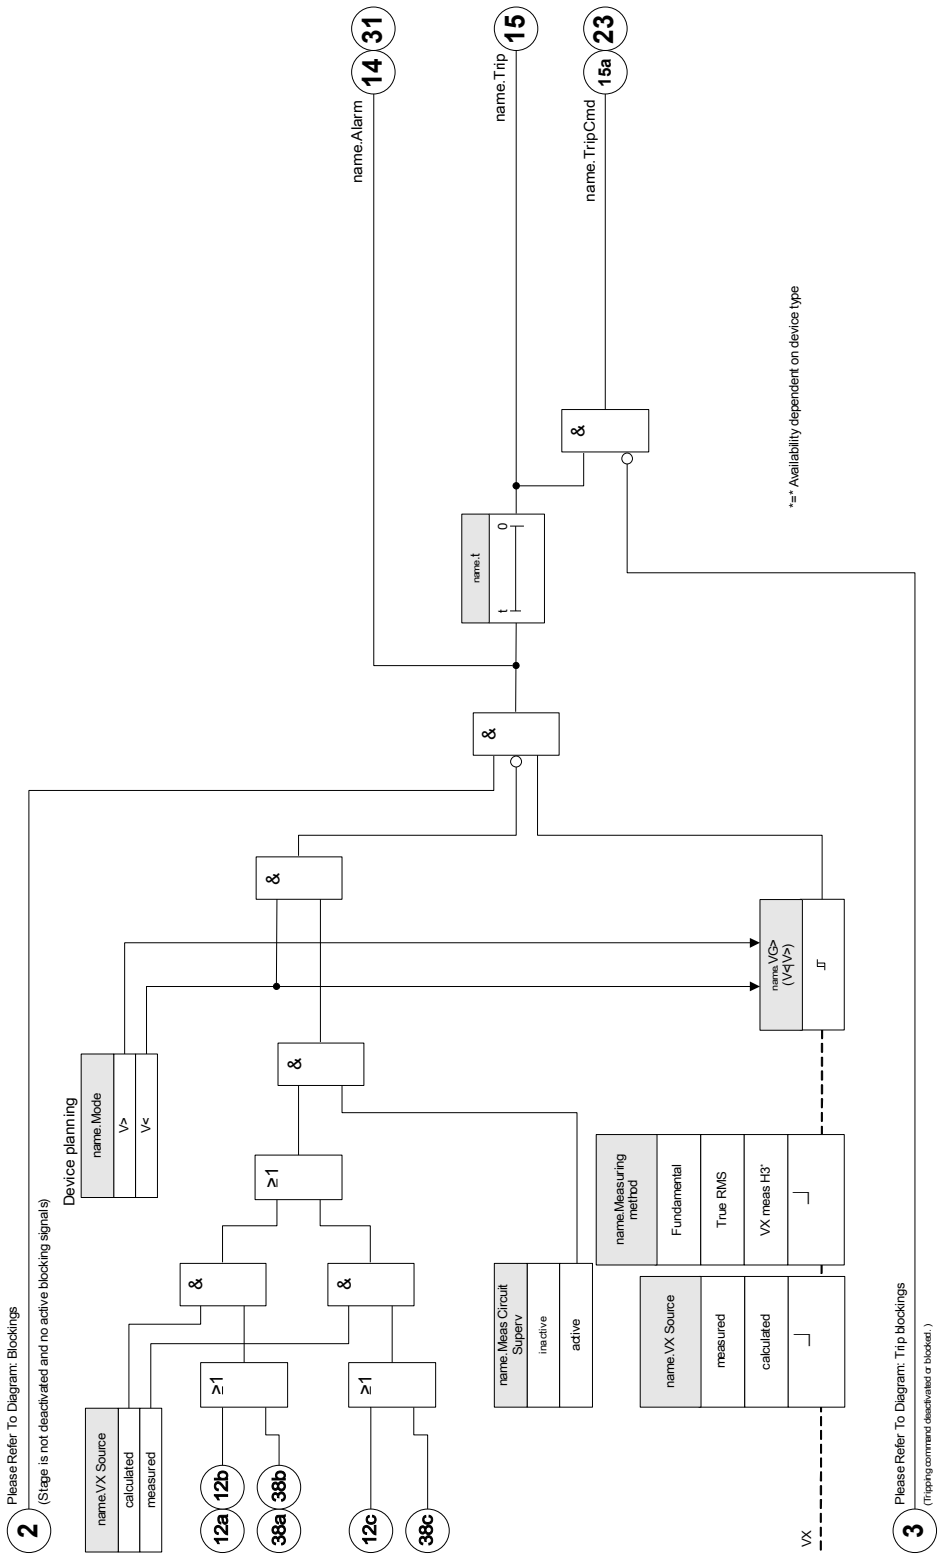 2
Please Refer To Diagram: Blockings
(Stage is not deactivated and no active blocking signals)
Device planning
name.Mode
V>
V<
name.VX Source
calculated
measured
12a
12b
38a
38b
12c
38c
≥1
≥1
&
&
≥1
&
&
name.Meas Circuit
Superv
inactive
active
name.Measuring
method
Fundamental
True RMS
VX meas H3*
name.VX Source
measured
calculated
VX
name.VG>
(V<|V>)
&
name.t
t
0
&
name.Alarm
14
31
name.Trip
15
name.TripCmd
15a
23
*=* Availability dependent on device type
3
Please Refer To Diagram: Trip blockings
(Tripping command deactivated or blocked. )